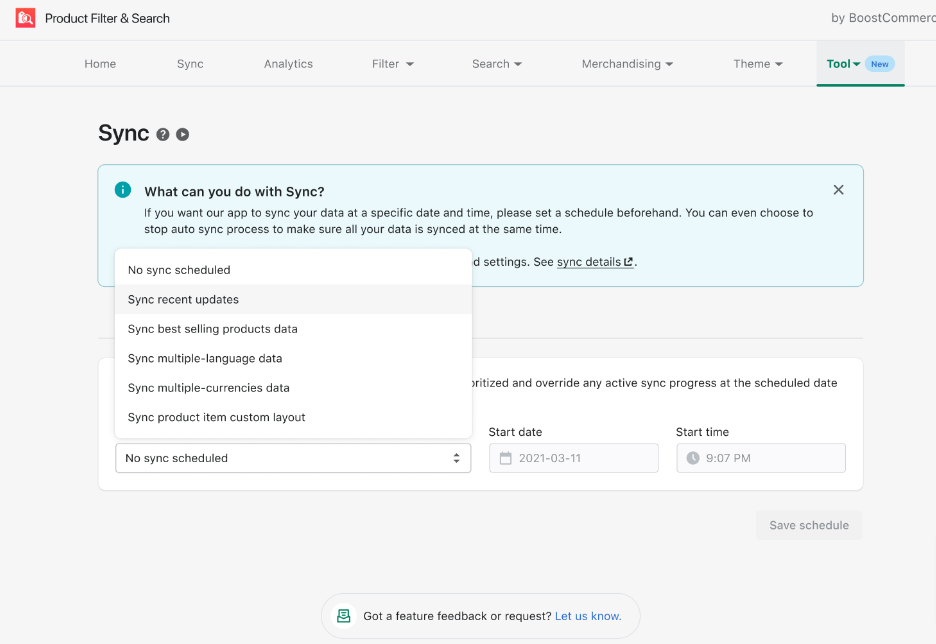 Product Filter & Search
by BoostCommerc
Home Sync Analytics Filter Search Merchandising Theme Tool New
Sync
What can you do with Sync?
If you want our app to sync your data at a specific date and time, please set a schedule beforehand. You can even choose to
stop auto sync process to make sure all your data is synced at the same time.
settings. See sync details.
No sync scheduled
Sync recent updates
Sync best selling products data
Sync multiple-language data
Sync multiple-currencies data
Sync product item custom layout
and override any active sync progress at the scheduled date
Start date
Start time
No sync scheduled
2021-03-11
9:07 PM
Save schedule
Got a feature feedback or request? Let us know.